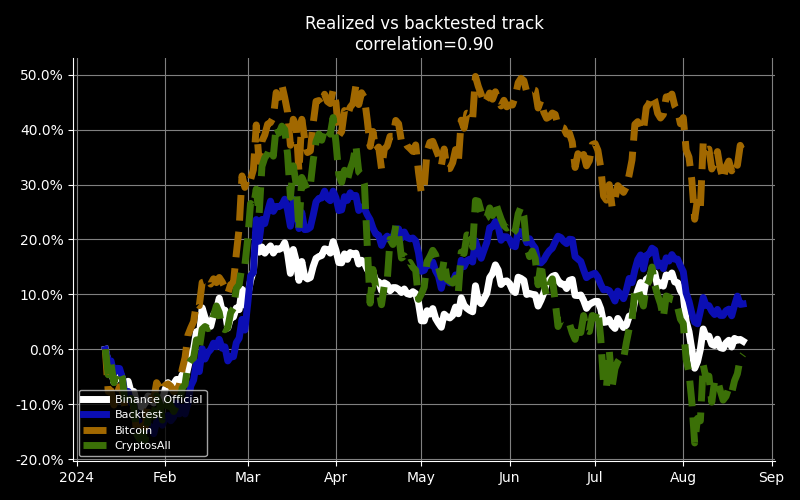 Realized vs backtested track
correlation=0.90
50.0%
40.0%
30.0%
20.0%
10.0%
0.0%
-10.0%
-20.0%
Binance Official
Backtest
Bitcoin
CryptosAll
2024 Feb Mar Apr May Jun Jul Aug Sep